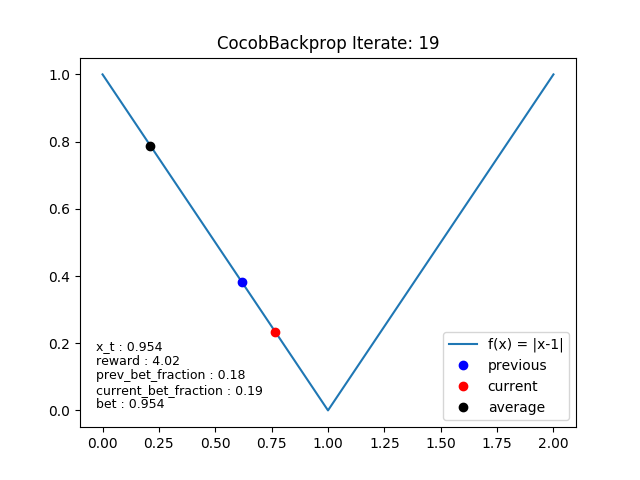 CocobBackprop Iterate: 19
1.0
0.8
0.6
0.4
0.2
0.0
x_t : 0.954
reward : 4.02
prev_bet_fraction : 0.18
current_bet_fraction : 0.19
bet : 0.954
f(x) = |x-1|
previous
current
average
0.00 0.25 0.50 0.75 1.00 1.25 1.50 1.75 2.00